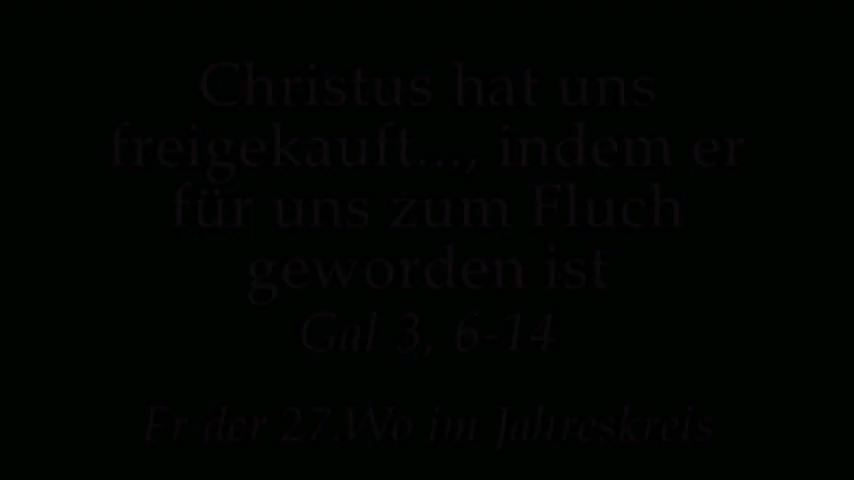 Christus hat uns
freigekauft..., indem er
für uns zum Fluch
geworden ist
Gal 3, 6-14
Fr der 27.Wo im Jahreskreis